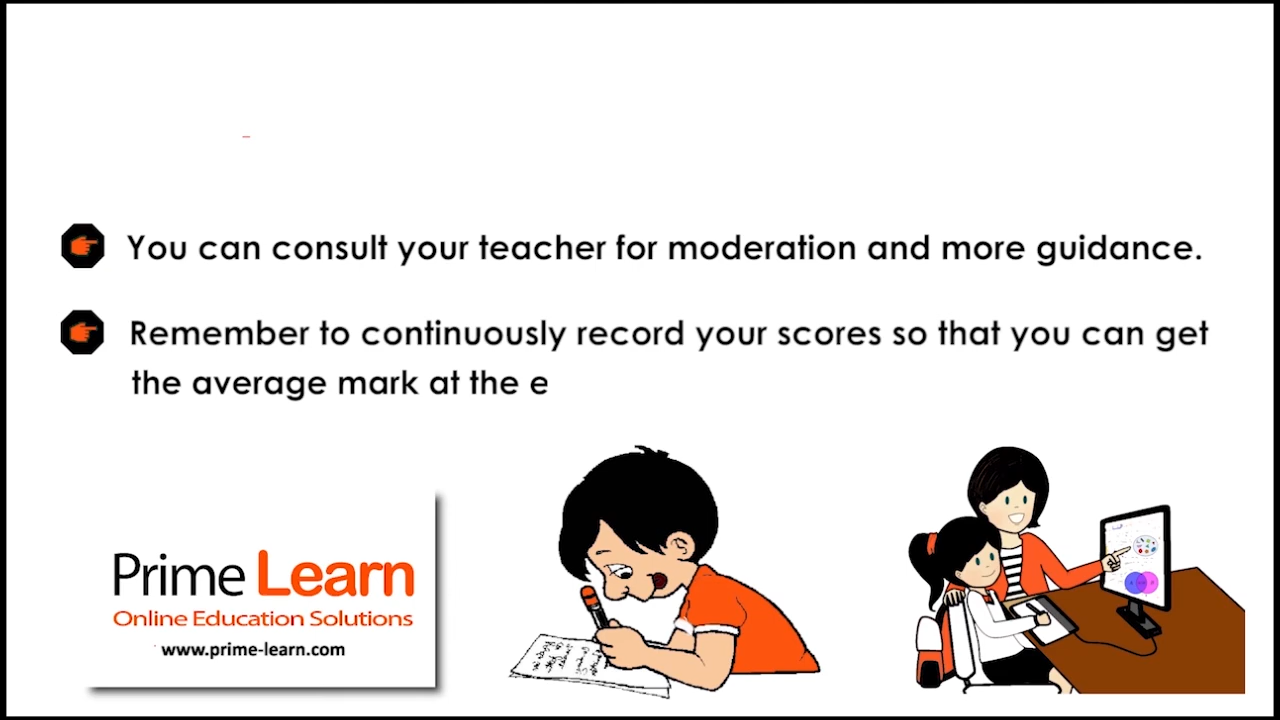 You can consult your teacher for moderation and more guidance.
Remember to continuously record your scores so that you can get
the average mark at the e
Prime Learn
Online Education Solutions
www.prime-learn.com